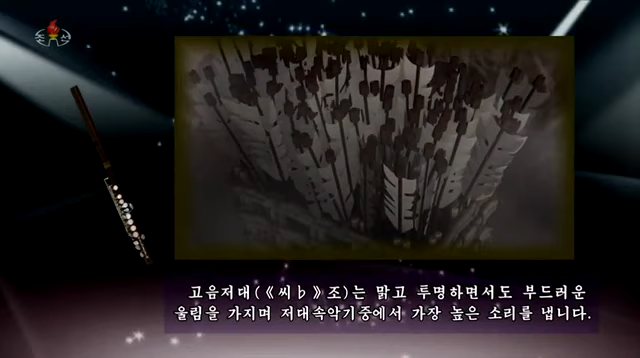 조선
고음저대(《씨♭》조)는 맑고 투명하면서도 부드러운
울림을 가지며 저대속악기중에서 가장 높은 소리를 냅니다.